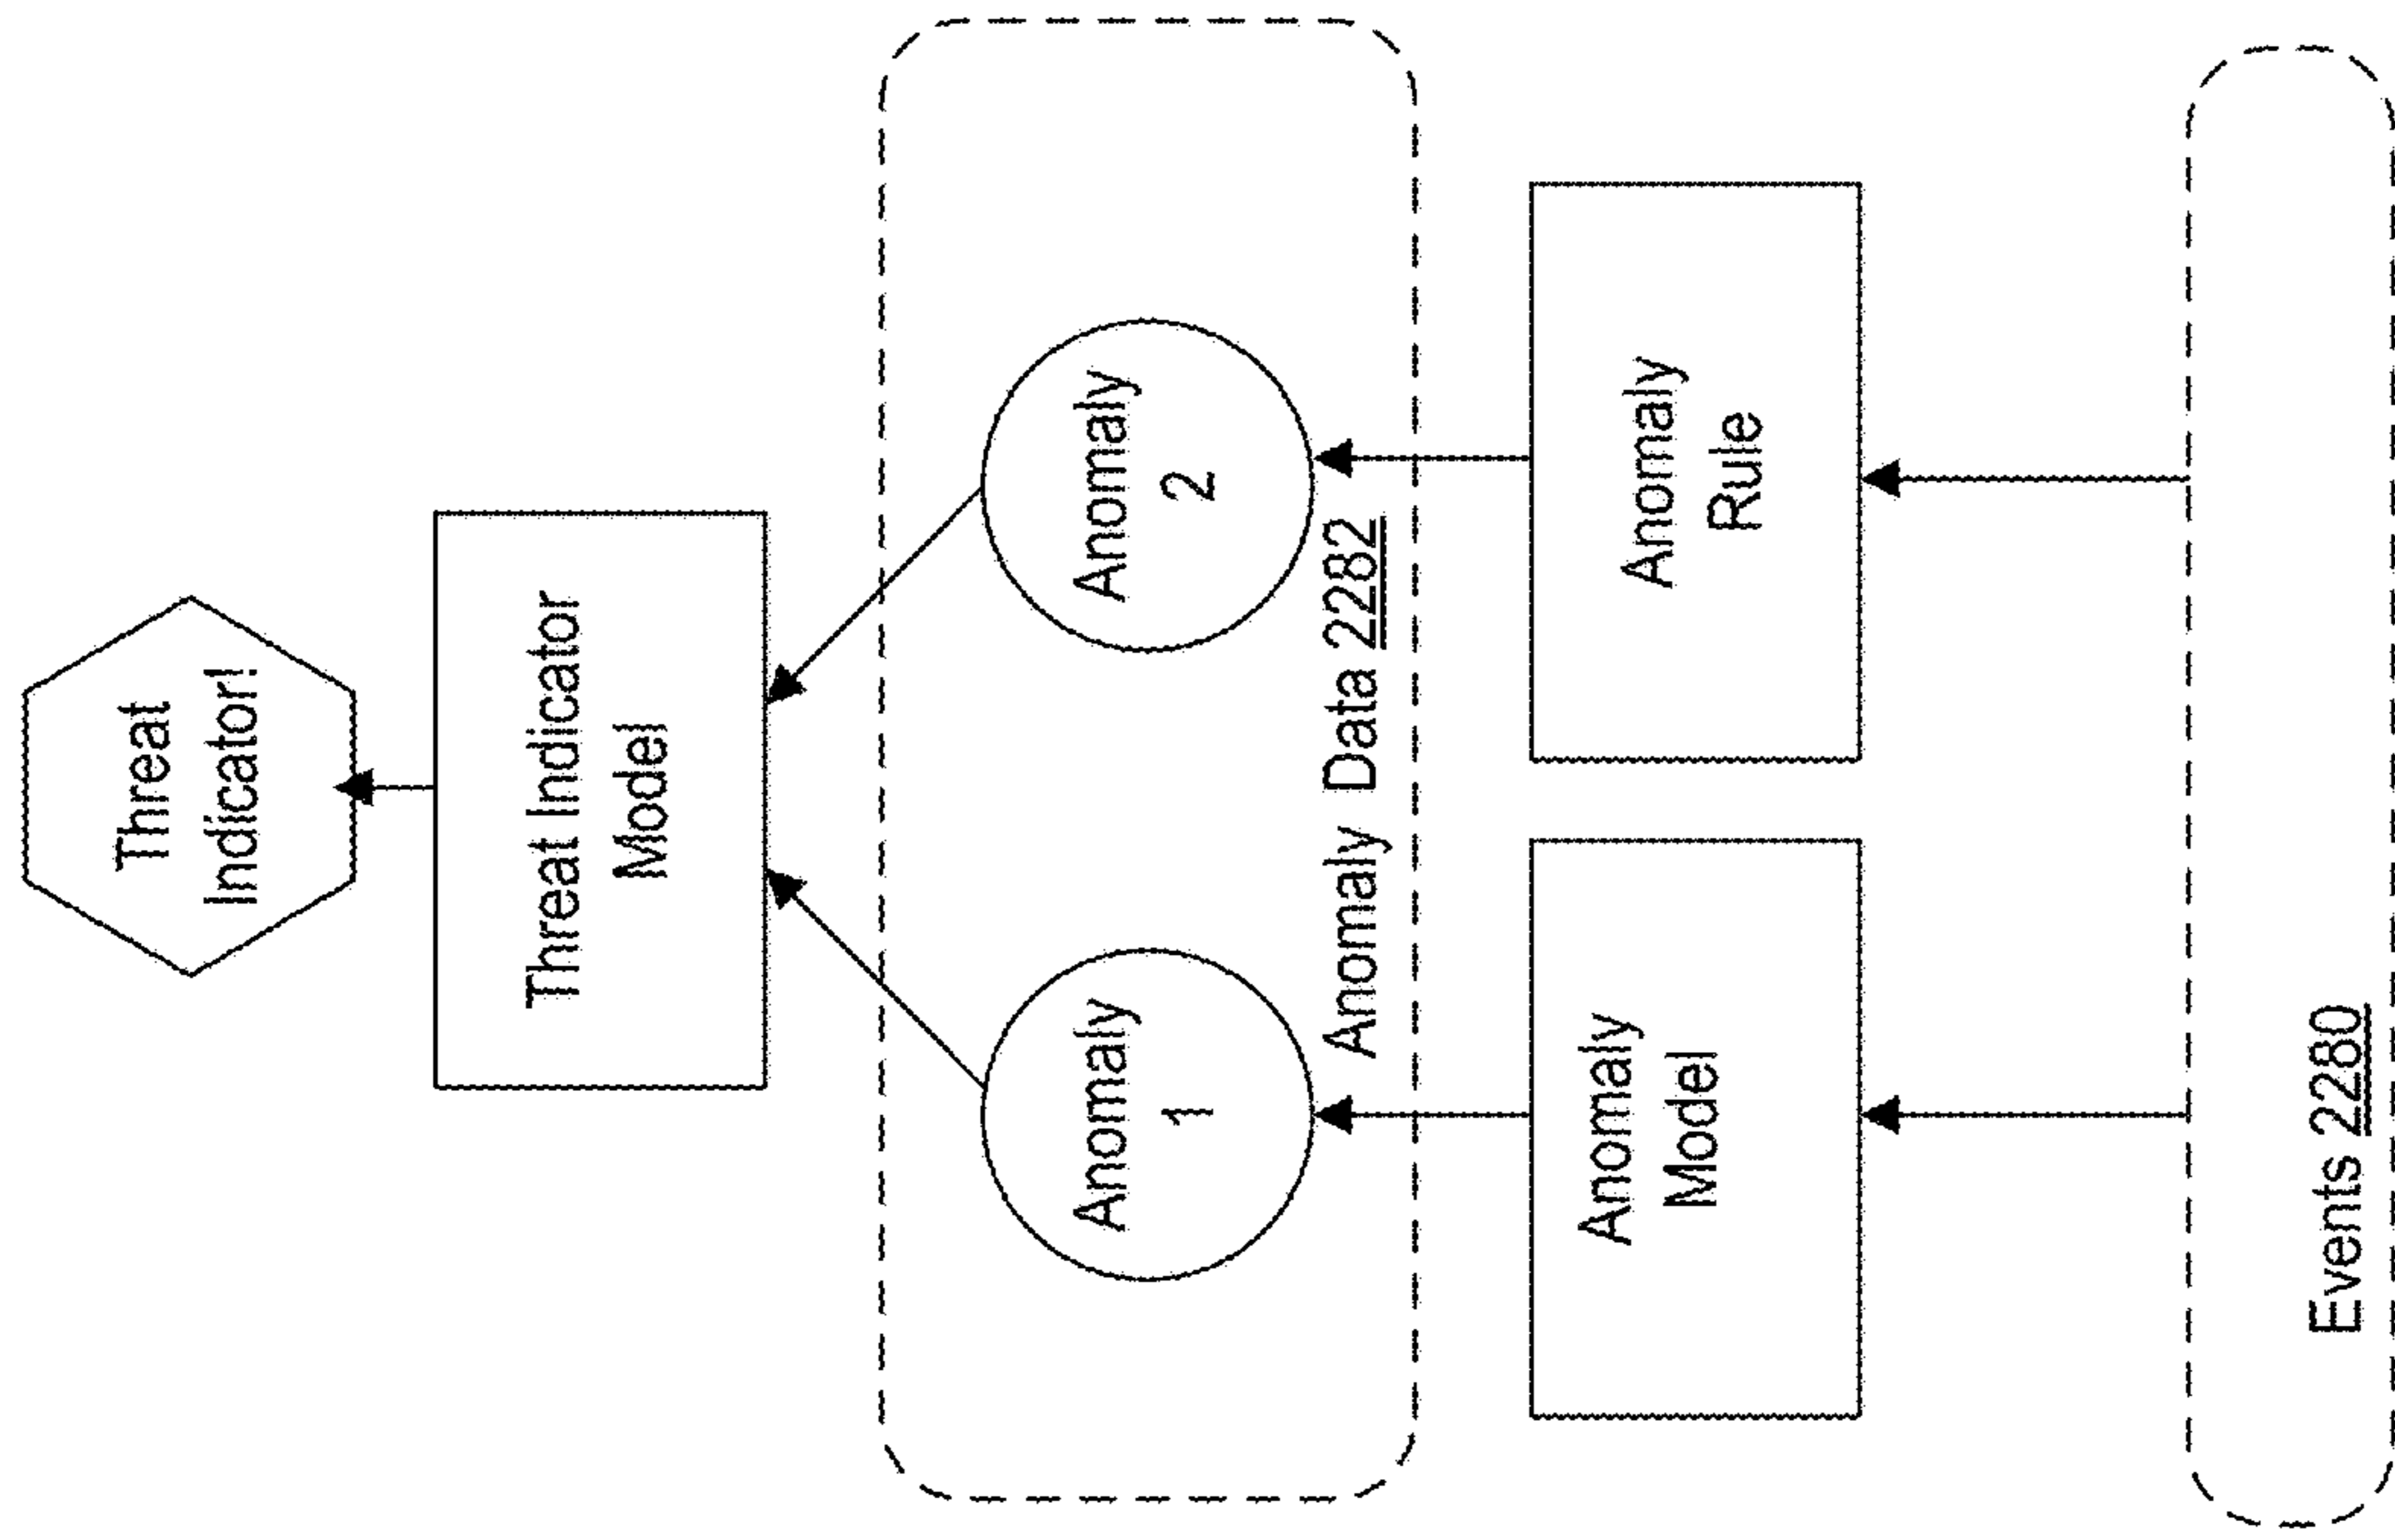 Threat
Indicator!
Threat Indicator
Model
Anomaly
1
Anomaly
2
Anomaly Data 2282
Anomaly
Model
Anomaly
Rule
Events 2280